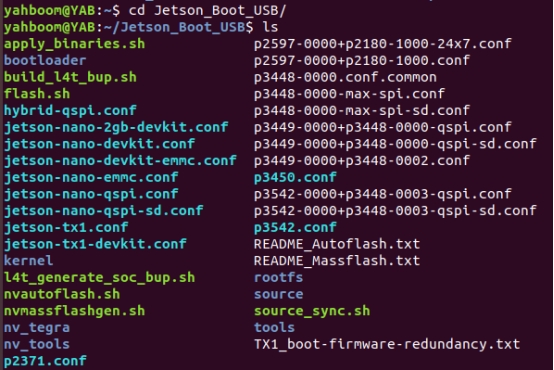 yahboom@YAB:~$ cd Jetson_Boot_USB/
yahboom@YAB:~/Jetson_Boot_USB$ ls
apply_binaries.sh p2597-0000+p2180-1000-24x7.conf
bootloader p2597-0000+p2180-1000.conf
build_l4t_bup.sh p3448-0000.conf.common
flash.sh p3448-0000-max-spi.conf
hybrid-qspi.conf p3448-0000-max-spi-sd.conf
jetson-nano-2gb-devkit.conf p3449-0000+p3448-0000-qspi.conf
jetson-nano-devkit.conf p3449-0000+p3448-0000-qspi-sd.conf
jetson-nano-devkit-emmc.conf p3449-0000+p3448-0002.conf
jetson-nano-emmc.conf p3450.conf
jetson-nano-qspi.conf p3542-0000+p3448-0003-qspi.conf
jetson-nano-qspi-sd.conf p3542-0000+p3448-0003-qspi-sd.conf
jetson-tx1.conf p3542.conf
jetson-tx1-devkit.conf README_Autoflash.txt
kernel README_Massflash.txt
l4t_generate_soc_bup.sh rootfs
nvautoflash.sh source
nvmassflashgen.sh source_sync.sh
nv_tegra tools
nv_tools TX1_boot-firmware-redundancy.txt
p2371.conf